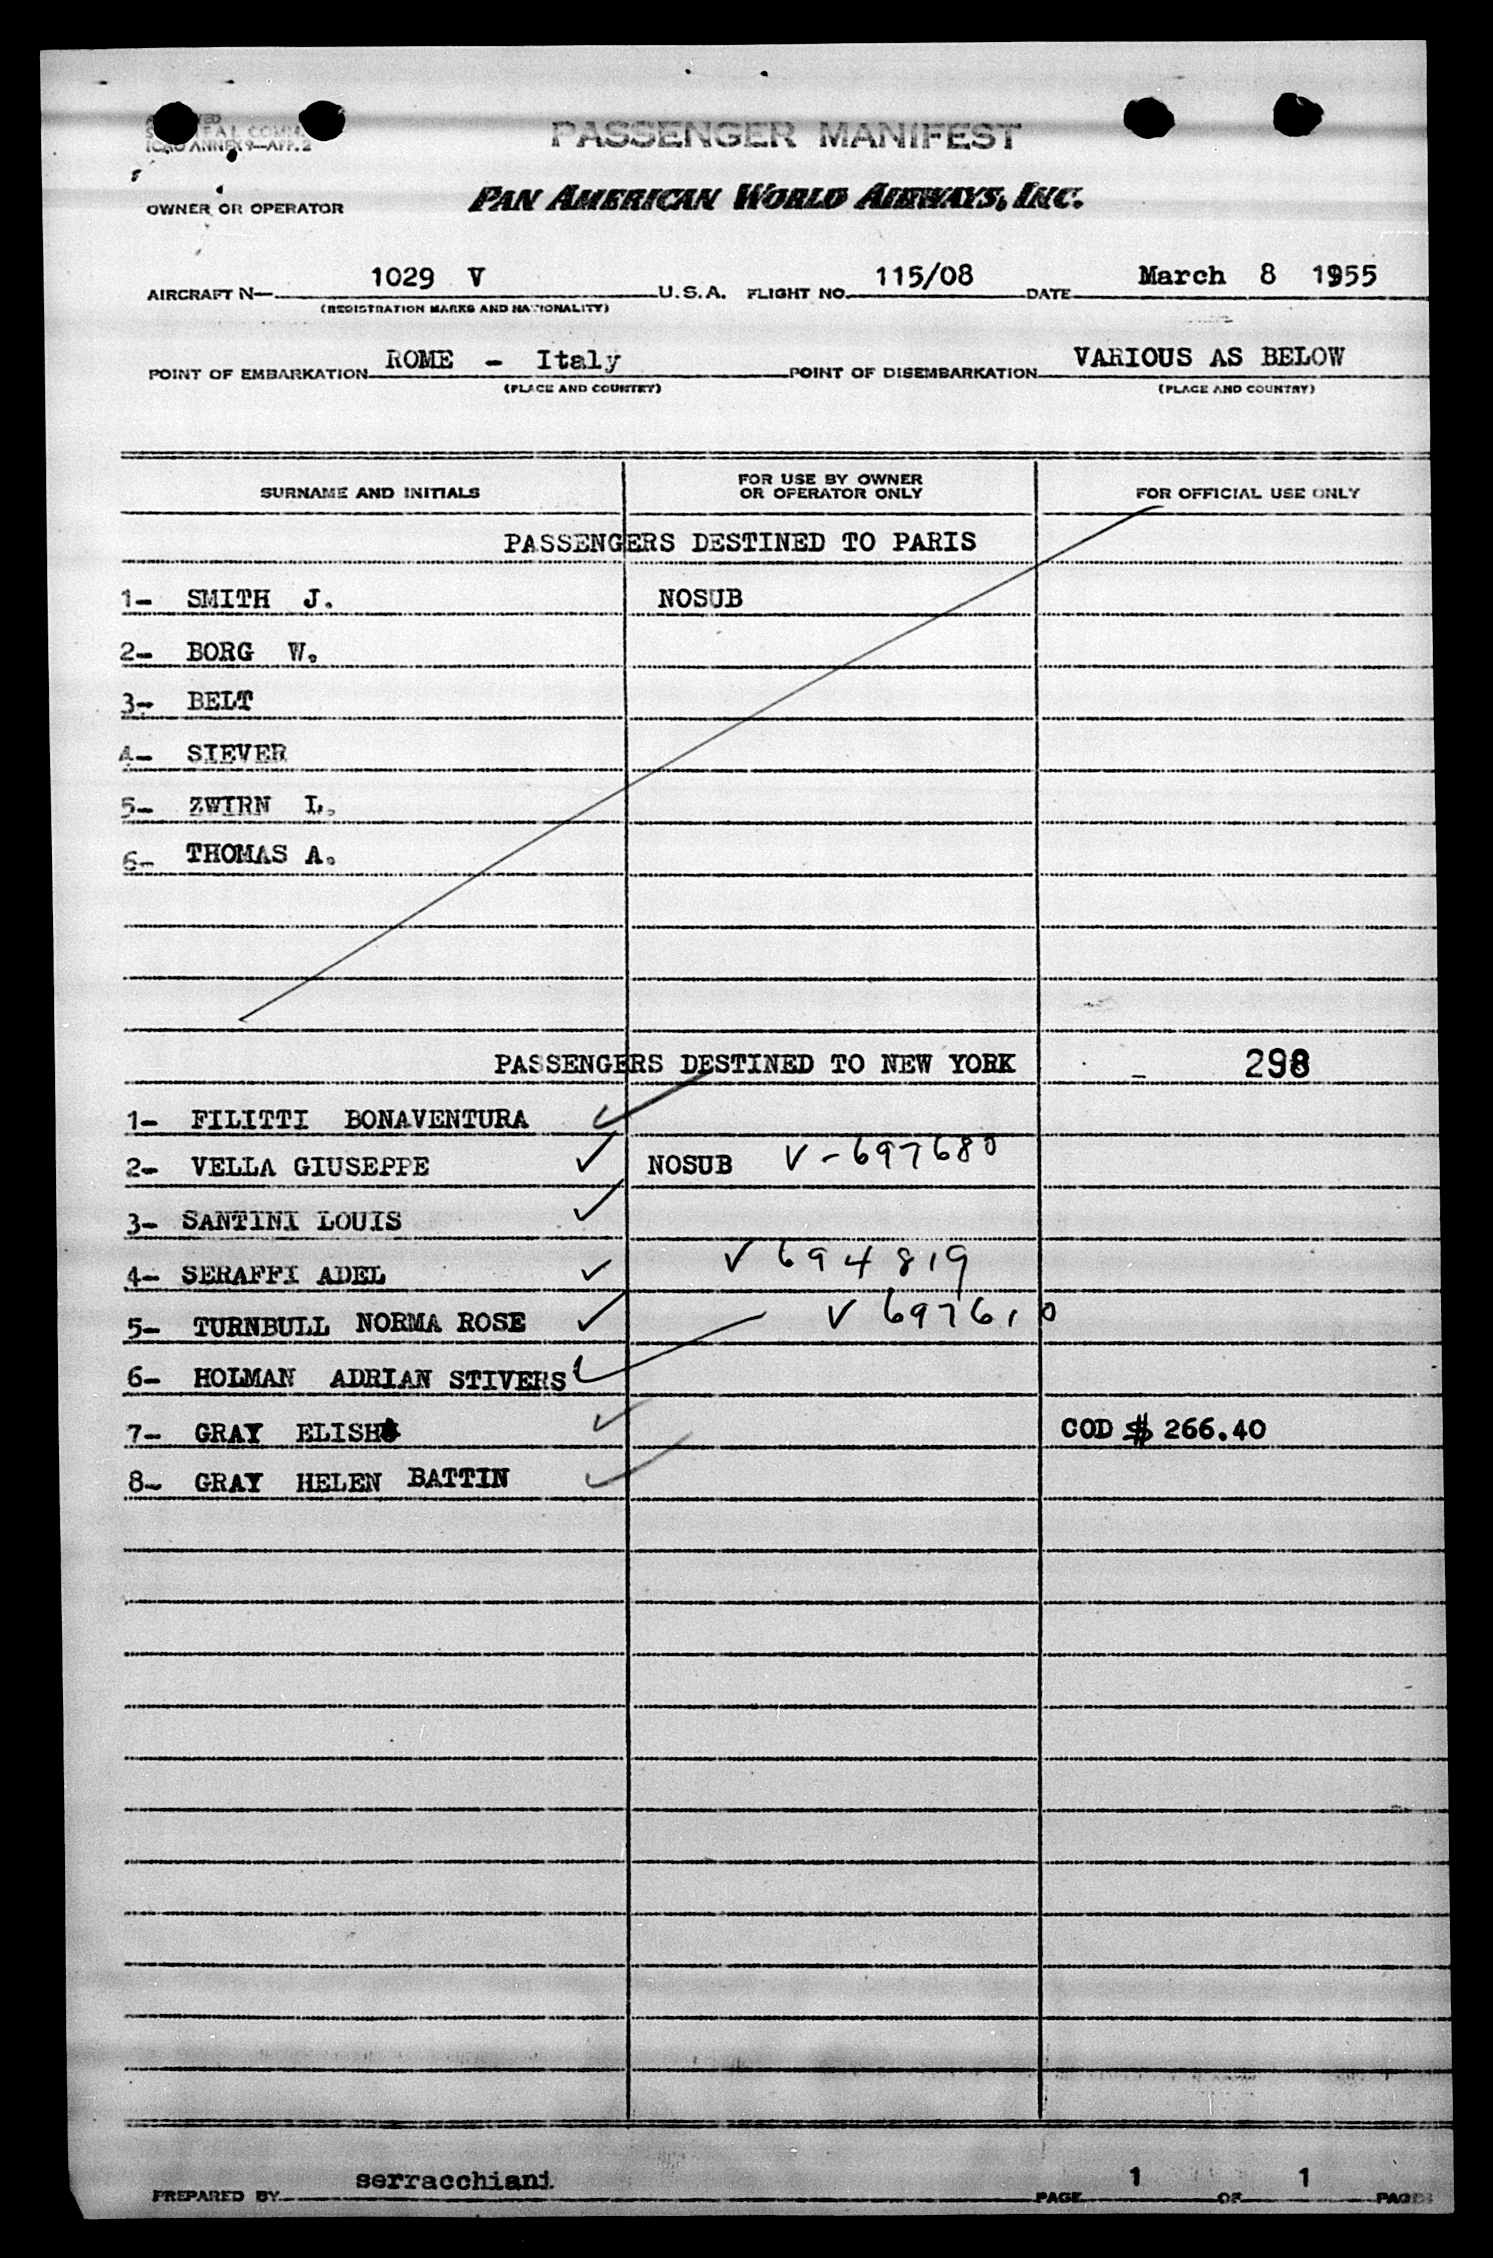 PASSENGER MANIFEST
ICAO ANNEX 9—APP. 2
OWNER OR OPERATOR PAN AMERICAN WORLD AIRWAYS, INC.
AIRCRAFT N— 1029 V U.S.A. FLIGHT NO. 115/08 DATE March 8 1955
(REGISTRATION MARKS AND NATIONALITY)
POINT OF EMBARKATION ROME - Italy POINT OF DISEMBARKATION VARIOUS AS BELOW
(PLACE AND COUNTRY) (PLACE AND COUNTRY)
SURNAME AND INITIALS FOR USE BY OWNER OR OPERATOR ONLY FOR OFFICIAL USE ONLY
PASSENGERS DESTINED TO PARIS
1- SMITH J. NOSUB
2- BORG W.
3- BELT
4- SIEVER
5- ZWIRN L.
6- THOMAS A.
PASSENGERS DESTINED TO NEW YORK - 298
1- FILITTI BONAVENTURA
2- VELLA GIUSEPPE NOSUB V-697680
3- SANTINI LOUIS
4- SERAFFI ADEL V 694819
5- TURNBULL NORMA ROSE V 697610
6- HOLMAN ADRIAN STIVERS
7- GRAY ELISH COD $ 266.40
8- GRAY HELEN BATTIN
PREPARED BY serracchiani PAGE 1 OF 1 PAGES